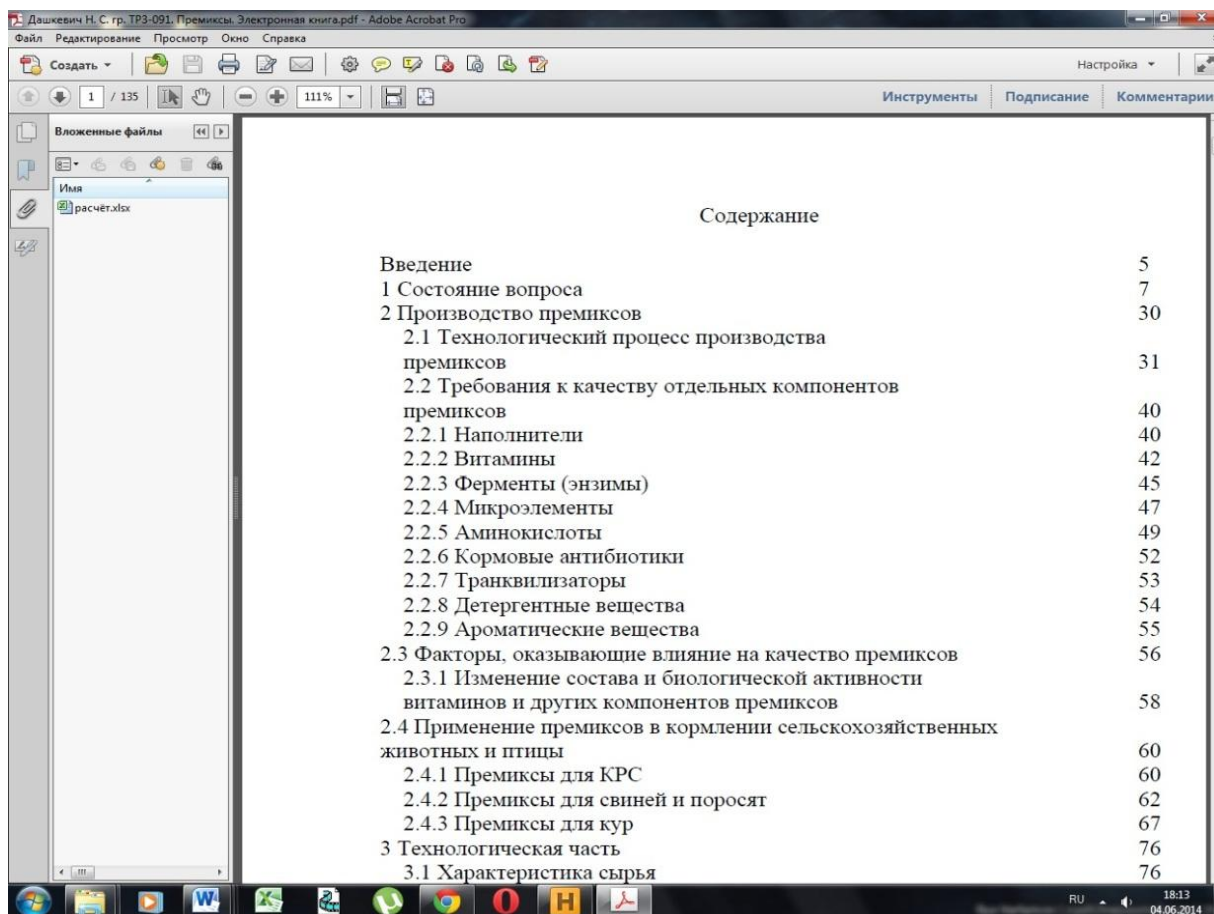 Дашкевич Н. С. гр. ТРЗ-091. Премиксы. Электронная книга.pdf - Adobe Acrobat Pro
Файл Редактирование Просмотр Окно Справка
Создать Настройка
1 / 135 111% Инструменты Подписание Комментарии
Вложенные файлы
Имя
расчёт.xlsx
Содержание
Введение 5
1 Состояние вопроса 7
2 Производство премиксов 30
2.1 Технологический процесс производства
премиксов 31
2.2 Требования к качеству отдельных компонентов
премиксов 40
2.2.1 Наполнители 40
2.2.2 Витамины 42
2.2.3 Ферменты (энзимы) 45
2.2.4 Микроэлементы 47
2.2.5 Аминокислоты 49
2.2.6 Кормовые антибиотики 52
2.2.7 Транквилизаторы 53
2.2.8 Детергентные вещества 54
2.2.9 Ароматические вещества 55
2.3 Факторы, оказывающие влияние на качество премиксов 56
2.3.1 Изменение состава и биологической активности
витаминов и других компонентов премиксов 58
2.4 Применение премиксов в кормлении сельскохозяйственных
животных и птицы 60
2.4.1 Премиксы для КРС 60
2.4.2 Премиксы для свиней и поросят 62
2.4.3 Премиксы для кур 67
3 Технологическая часть 76
3.1 Характеристика сырья 76
RU 18:13
04.06.2014